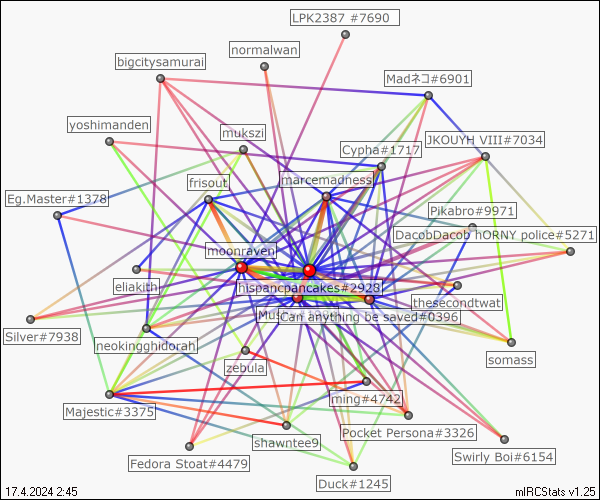 LPK2387 #7690
normalwan
bigcitysamurai
Madネコ#6901
yoshimanden
mukszi
JKOUYH VIII#7034
Cypha#1717
marcemadness
frisout
Eg.Master#1378
Pikabro#9971
DacobDacob hORNY police#5271
moonraven
eliakith
hispancpancakes#2928
thesecondtwat
Can anything be saved#0396
Silver#7938
neokingghidorah
somass
zebula
ming#4742
Majestic#3375
Pocket Persona#3326
shawntee9
Swirly Boi#6154
Fedora Stoat#4479
Duck#1245
17.4.2024 2:45
mIRCStats v1.25